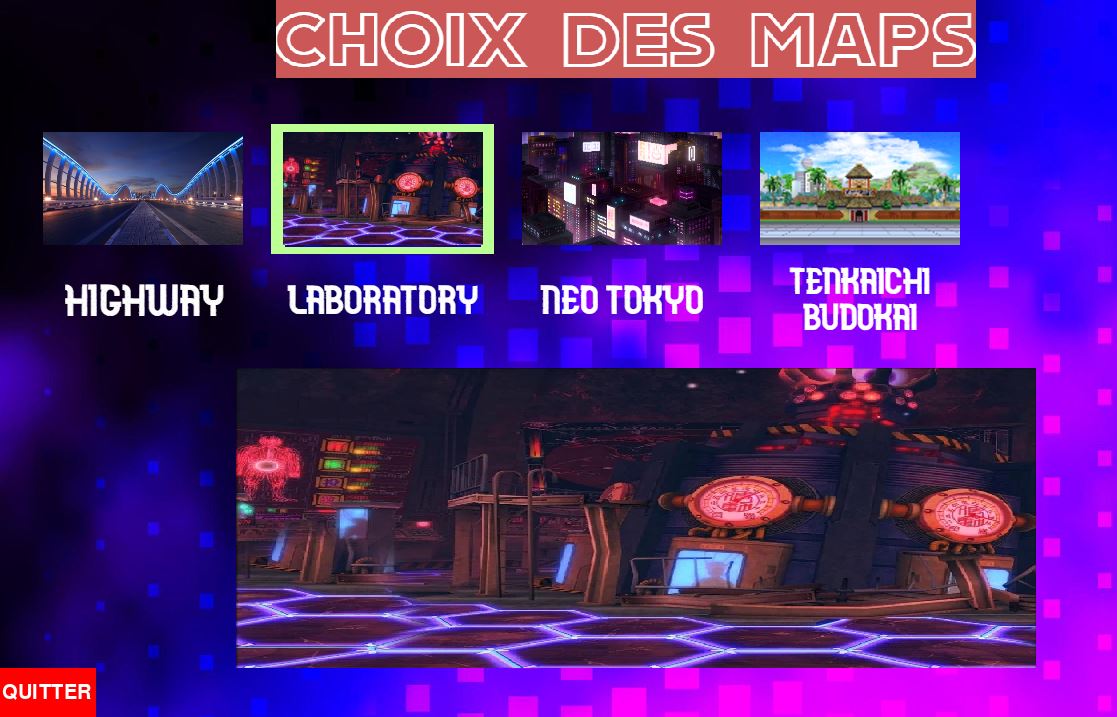 CHOIX DES MAPS
HIGHWAY
LABORATORY
NEO TOKYO
TENKAICHI
BUDOKAI
QUITTER